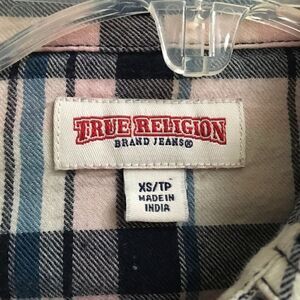 TRUE RELIGION
BRAND JEANS®
XS/TP
MADE IN
INDIA